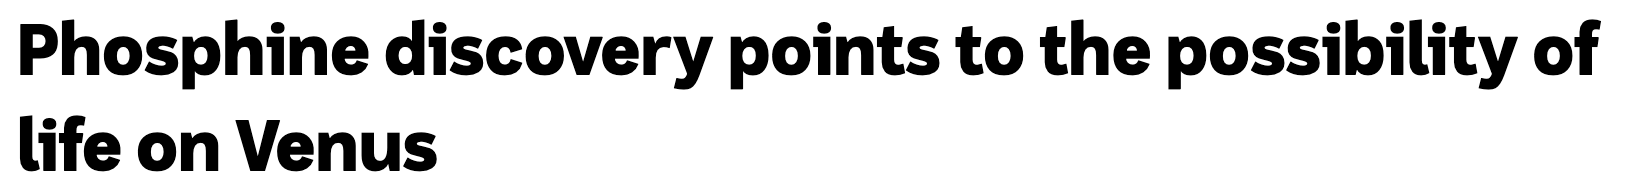 Phosphine discovery points to the possibility of
life on Venus